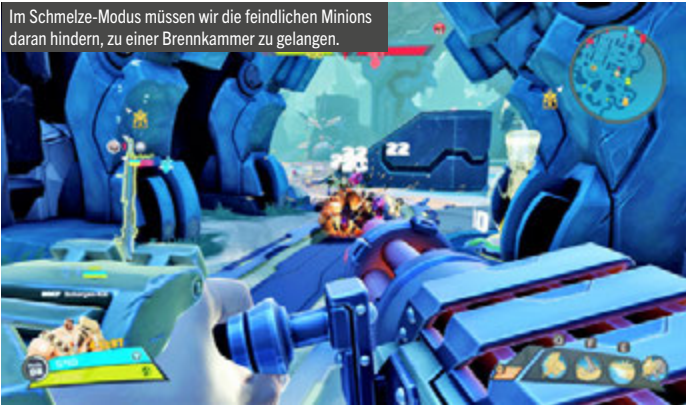 Im Schmelze-Modus müssen wir die feindlichen Minions
daran hindern, zu einer Brennkammer zu gelangen.
22
22